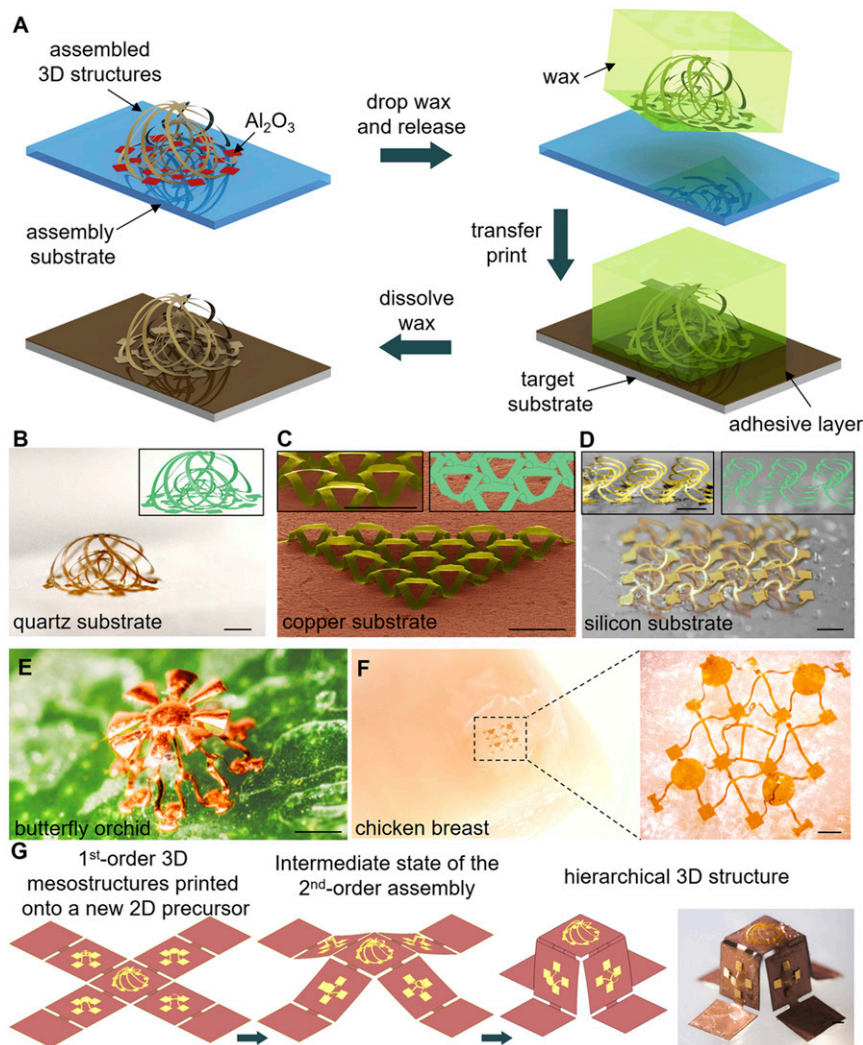 A
assembled
3D structures
Al₂O₃
assembly
substrate
drop wax
and release
wax
transfer
print
dissolve
wax
target
substrate
adhesive layer
B
quartz substrate
C
copper substrate
D
silicon substrate
E
butterfly orchid
F
chicken breast
G
1st-order 3D
mesostructures printed
onto a new 2D precursor
Intermediate state of the
2nd-order assembly
hierarchical 3D structure